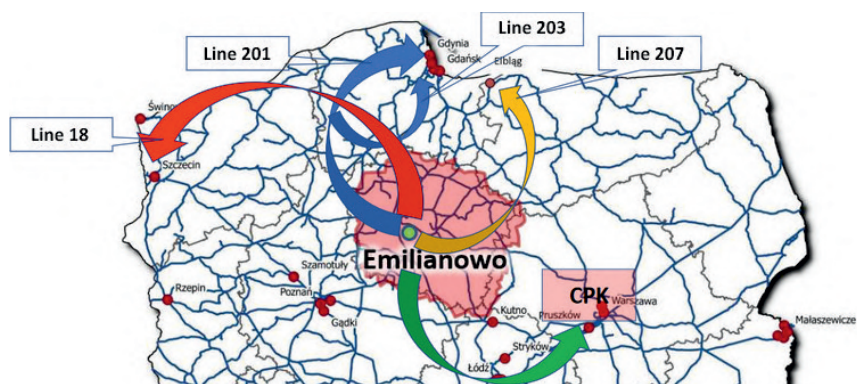 Line 203
Gdynia
Line 201
Gdańsk
Elbląg
Line 207
Świno
Line 18
Szczecin
Emilianowo
Szamotuły
Rzepin
Poznań
CPK
Warszawa
Kutno
Pruszków
Małaszewicze
Gądki
Stryków
Łódź